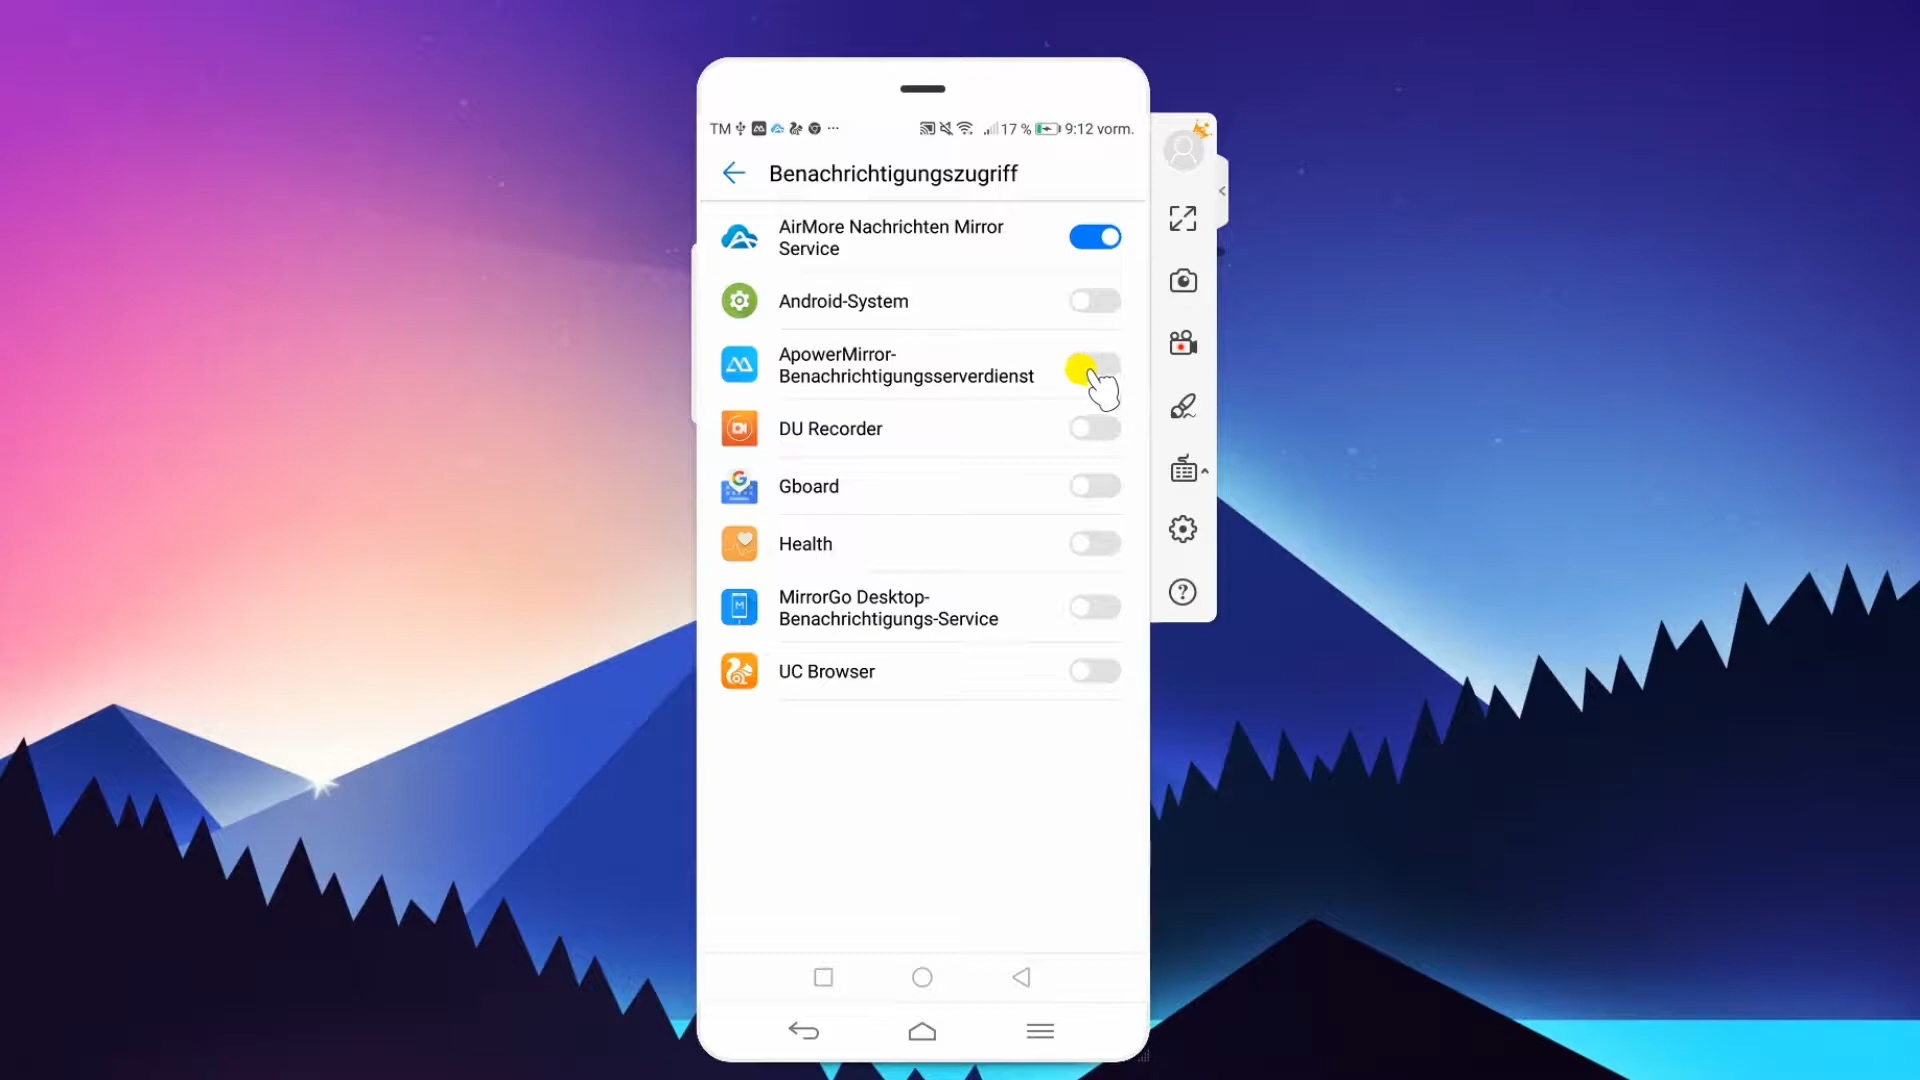 TM 17 % 9:12 vorm.
Benachrichtigungszugriff
AirMore Nachrichten Mirror
Service
Android-System
ApowerMirror-
Benachrichtigungsserverdienst
DU Recorder
Gboard
Health
MirrorGo Desktop-
Benachrichtigungs-Service
UC Browser